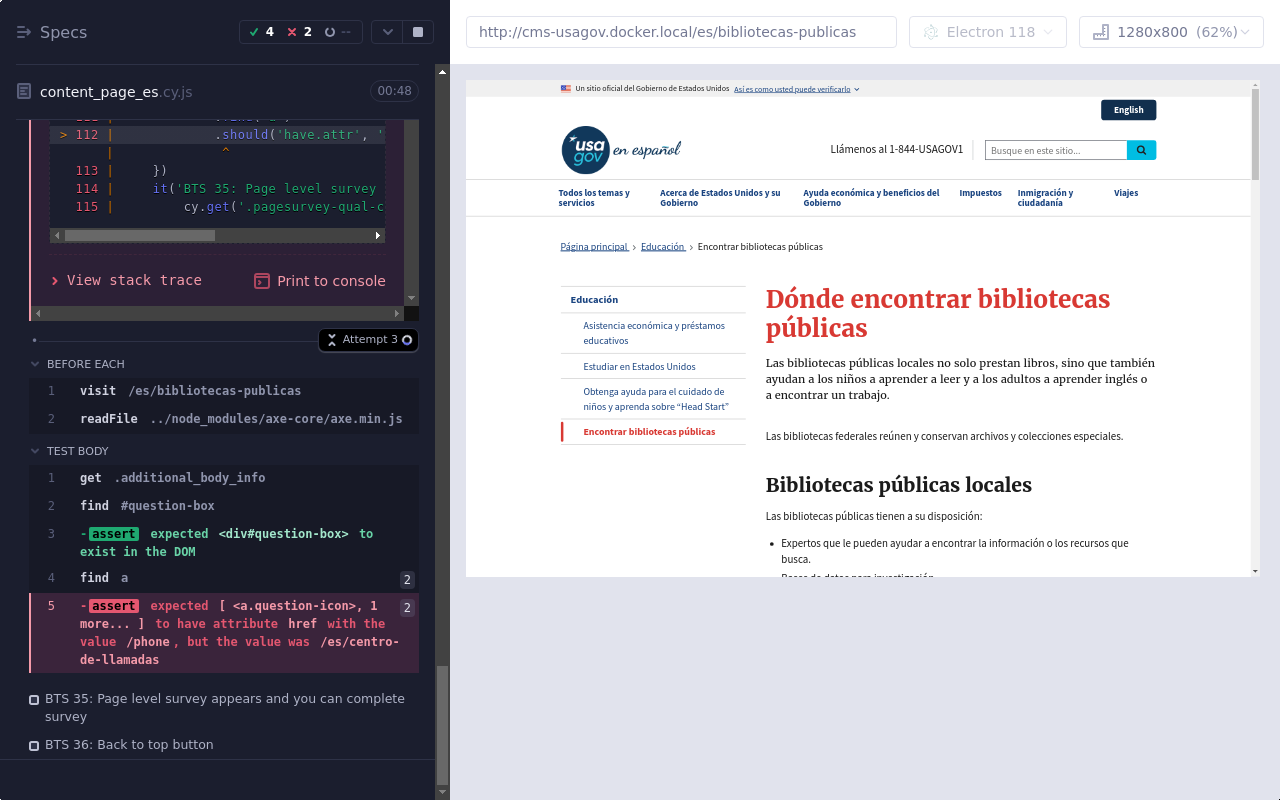 Specs
4
2
--
content_page_es.cy.js
00:48
> 112 | .should('have.attr', '
| ^
113 | })
114 | it('BTS 35: Page level survey
115 | cy.get('.pagesurvey-qual-c
View stack trace
Print to console
Attempt 3
BEFORE EACH
1 visit /es/bibliotecas-publicas
2 readFile ../node_modules/axe-core/axe.min.js
TEST BODY
1 get .additional_body_info
2 find #question-box
3 -assert expected <div#question-box> to
exist in the DOM
4 find a 2
5 -assert expected [ <a.question-icon>, 1 2
more... ] to have attribute href with the
value /phone, but the value was /es/centro-
de-llamadas
BTS 35: Page level survey appears and you can complete
survey
BTS 36: Back to top button
http://cms-usagov.docker.local/es/bibliotecas-publicas
Electron 118
1280x800 (62%)
Un sitio oficial del Gobierno de Estados Unidos Así es como usted puede verificarlo
English
usa
gov
en español
Llámenos al 1-844-USAGOV1
Busque en este sitio...
Todos los temas y
servicios
Acerca de Estados Unidos y su
Gobierno
Ayuda económica y beneficios del
Gobierno
Impuestos
Inmigración y
ciudadanía
Viajes
Página principal › Educación › Encontrar bibliotecas públicas
Educación
Asistencia económica y préstamos
educativos
Estudiar en Estados Unidos
Obtenga ayuda para el cuidado de
niños y aprenda sobre “Head Start”
Encontrar bibliotecas públicas
Dónde encontrar bibliotecas
públicas
Las bibliotecas públicas locales no solo prestan libros, sino que también
ayudan a los niños a aprender a leer y a los adultos a aprender inglés o
a encontrar un trabajo.
Las bibliotecas federales reúnen y conservan archivos y colecciones especiales.
Bibliotecas públicas locales
Las bibliotecas públicas tienen a su disposición:
• Expertos que le pueden ayudar a encontrar la información o los recursos que
busca.